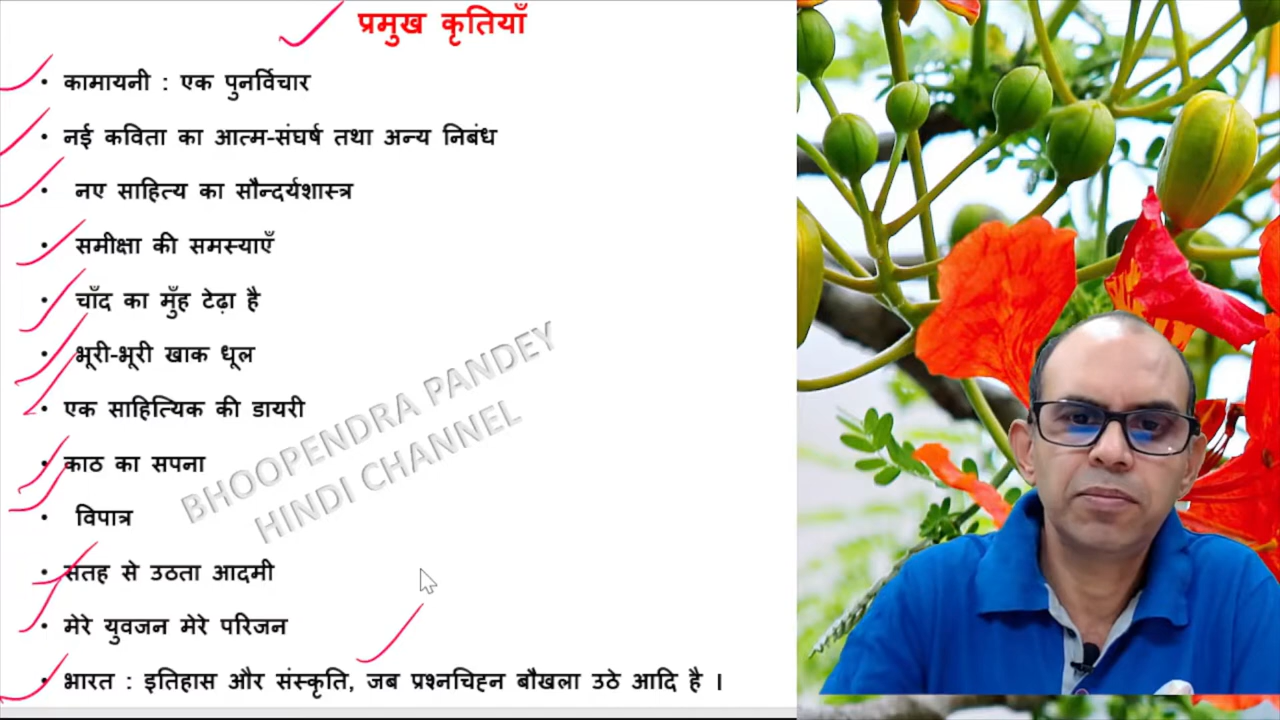 प्रमुख कृतियाँ
• कामायनी : एक पुनर्विचार
• नई कविता का आत्म-संघर्ष तथा अन्य निबंध
• नए साहित्य का सौन्दर्यशास्त्र
• समीक्षा की समस्याएँ
• चाँद का मुँह टेढ़ा है
• भूरी-भूरी खाक धूल
• एक साहित्यिक की डायरी
• काठ का सपना
• विपात्र
• सतह से उठता आदमी
• मेरे युवजन मेरे परिजन
• भारत : इतिहास और संस्कृति, जब प्रश्नचिह्न बौखला उठे आदि है ।
BHOOPENDRA PANDEY
HINDI CHANNEL